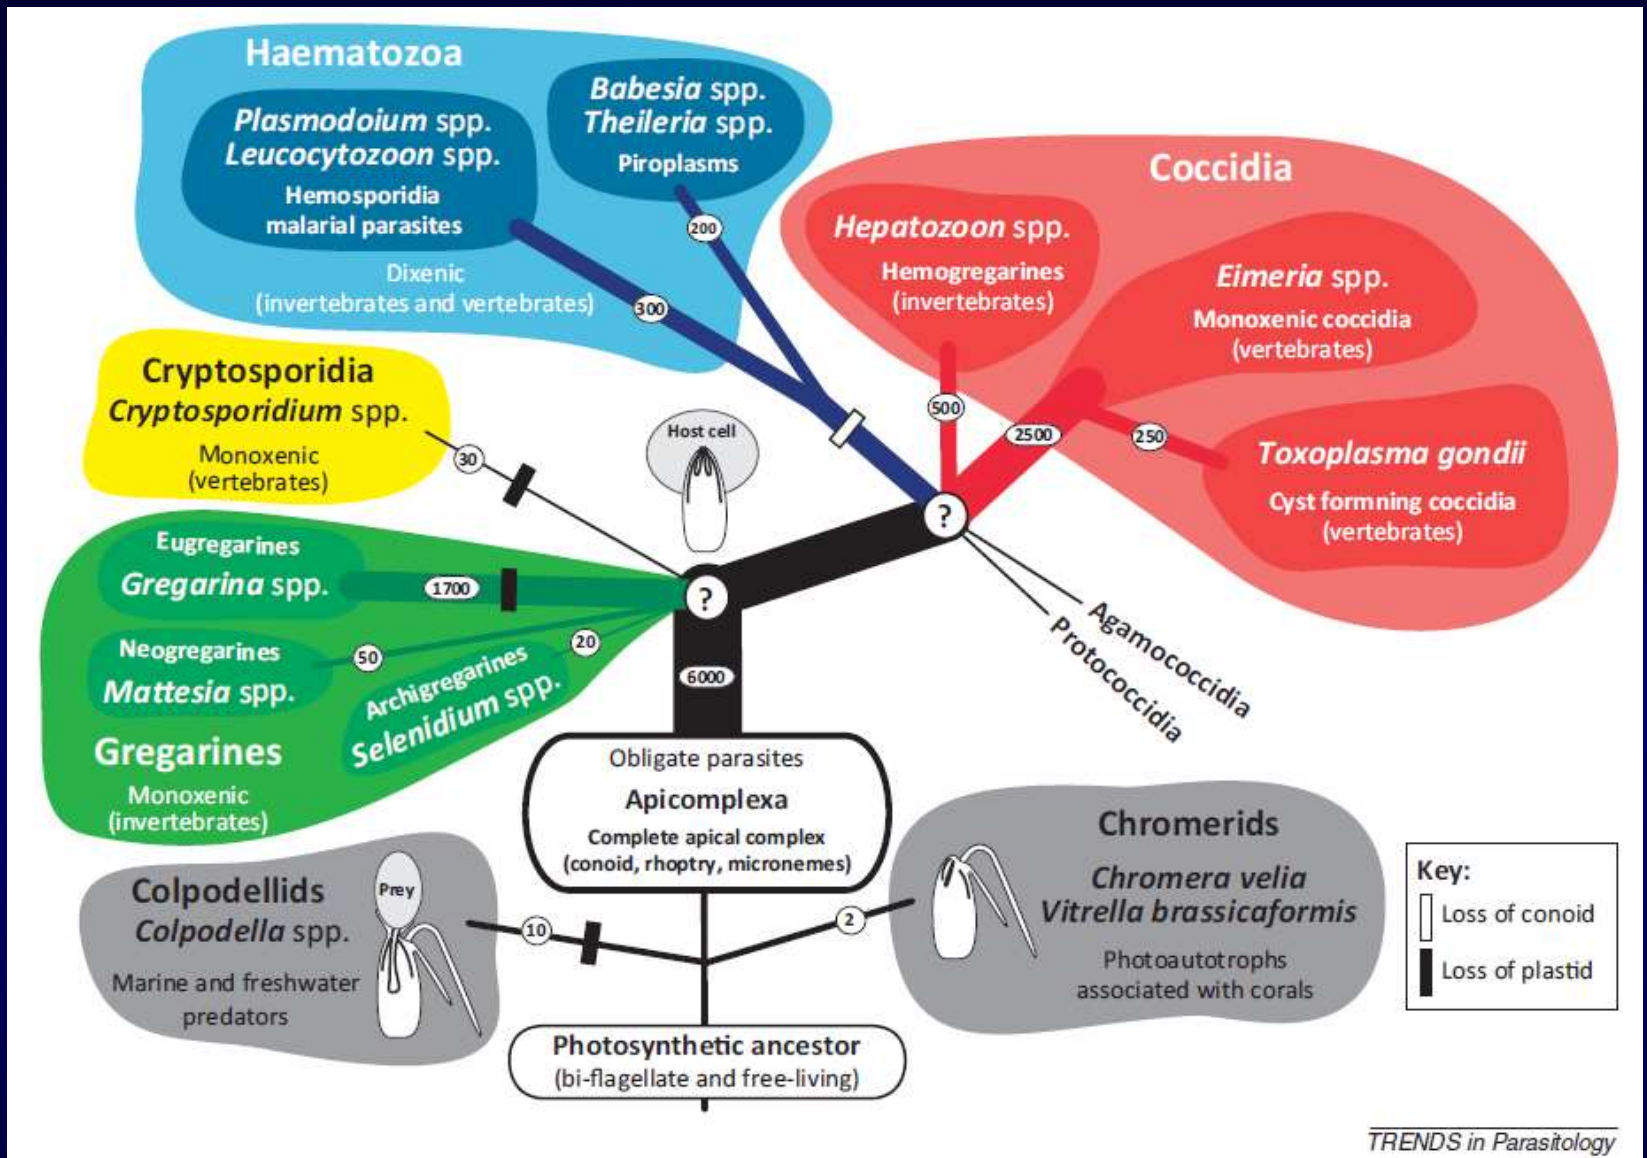 Haematozoa
Plasmodoium spp.
Leucocytozoon spp.
Hemosporidia
malarial parasites
Babesia spp.
Theileria spp.
Piroplasms
200
Dixenic
(invertebrates and vertebrates)
300
Coccidia
Hepatozoon spp.
Hemogregarines
(invertebrates)
Eimeria spp.
Monoxenic coccidia
(vertebrates)
500
2500
250
Toxoplasma gondii
Cyst formning coccidia
(vertebrates)
Cryptosporidia
Cryptosporidium spp.
Monoxenic
(vertebrates)
30
Host cell
?
?
Agamococcidia
Protococcidia
Eugregarines
Gregarina spp.
1700
Neogregarines
Mattesia spp.
50
20
Archigregarines
Selenidium spp.
Gregarines
Monoxenic
(invertebrates)
6000
Obligate parasites
Apicomplexa
Complete apical complex
(conoid, rhoptry, micronemes)
Colpodellids
Colpodella spp.
Marine and freshwater
predators
Prey
10
2
Chromerids
Chromera velia
Vitrella brassicaformis
Photoautotrophs
associated with corals
Photosynthetic ancestor
(bi-flagellate and free-living)
Key:
Loss of conoid
Loss of plastid
TRENDS in Parasitology